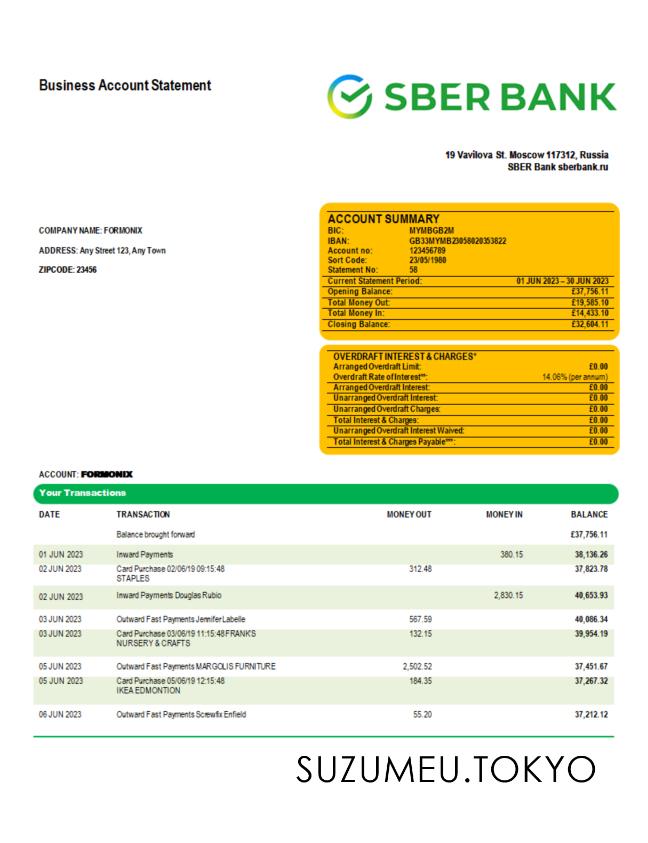 Business Account Statement
SBER BANK
19 Vavilova St. Moscow 117312, Russia
SBER Bank sberbank.ru
COMPANY NAME: FORMONIX
ADDRESS: Any Street 123, Any Town
ZIPCODE: 23456
ACCOUNT SUMMARY
BIC: MYMBGB2M
IBAN: GB33MYMB23058020353822
Account no: 123456789
Sort Code: 23/05/1980
Statement No: 58
Current Statement Period: 01 JUN 2023 – 30 JUN 2023
Opening Balance: £37,756.11
Total Money Out: £19,585.10
Total Money In: £14,433.10
Closing Balance: £32,604.11
OVERDRAFT INTEREST & CHARGES*
Arranged Overdraft Limit: £0.00
Overdraft Rate of Interest**: 14.06% (per annum)
Arranged Overdraft Interest: £0.00
Unarranged Overdraft Interest: £0.00
Unarranged Overdraft Charges: £0.00
Total Interest & Charges: £0.00
Unarranged Overdraft Interest Waived: £0.00
Total Interest & Charges Payable***: £0.00
ACCOUNT: FORMONIX
Your Transactions
DATE TRANSACTION MONEY OUT MONEY IN BALANCE
Balance brought forward £37,756.11
01 JUN 2023 Inward Payments 380.15 38,136.26
02 JUN 2023 Card Purchase 02/06/19 09:15:48 312.48 37,823.78
STAPLES
02 JUN 2023 Inward Payments Douglas Rubio 2,830.15 40,653.93
03 JUN 2023 Outward Fast Payments Jennifer Labelle 567.59 40,086.34
03 JUN 2023 Card Purchase 03/06/19 11:15:48 FRANK'S 132.15 39,954.19
NURSERY & CRAFTS
05 JUN 2023 Outward Fast Payments MARGOLIS FURNITURE 2,502.52 37,451.67
05 JUN 2023 Card Purchase 05/06/19 12:15:48 184.35 37,267.32
IKEA EDMONTION
06 JUN 2023 Outward Fast Payments Screwfix Enfield 55.20 37,212.12
SUZUMEU.TOKYO